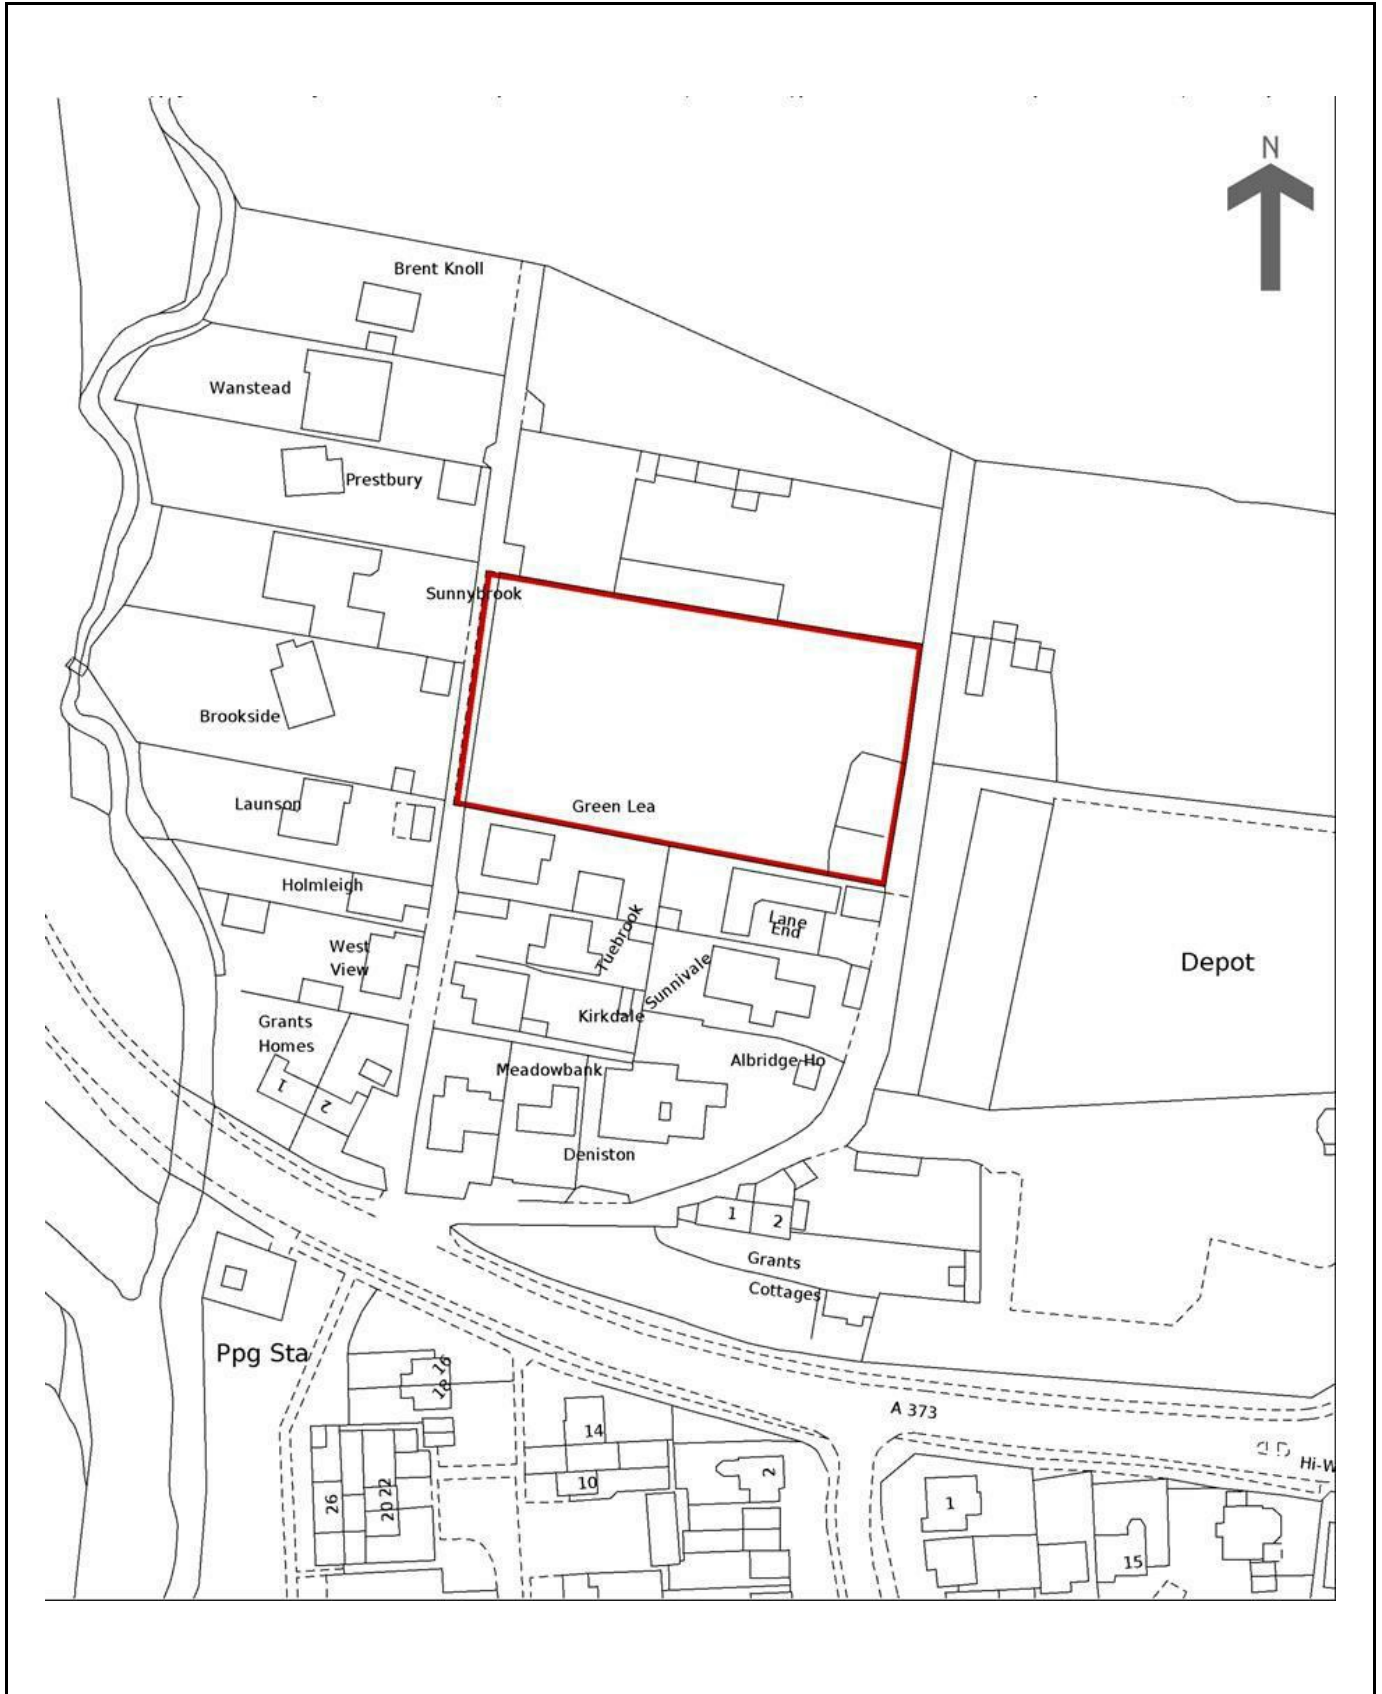 N
Brent Knoll
Wanstead
Prestbury
Sunnybrook
Brookside
Launson
Green Lea
Holmleigh
West
View
Tuebrook
Lane
End
Sunnivale
Depot
Kirkdale
Grants
Homes
1
2
Meadowbank
Albridge Ho
Deniston
1
2
Grants
Cottages
Ppg Sta
16
18
A 373
14
10
2
Hi-W
26
20 22
1
15